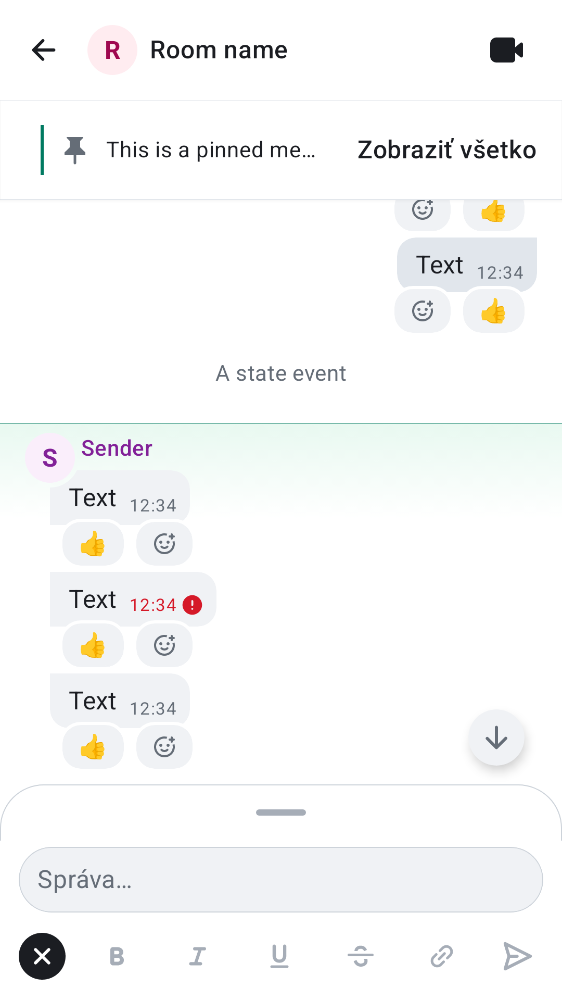 R Room name
This is a pinned me… Zobraziť všetko
Text 12:34
A state event
S Sender
Text 12:34
Text 12:34
Text 12:34
Správa…
B I U S